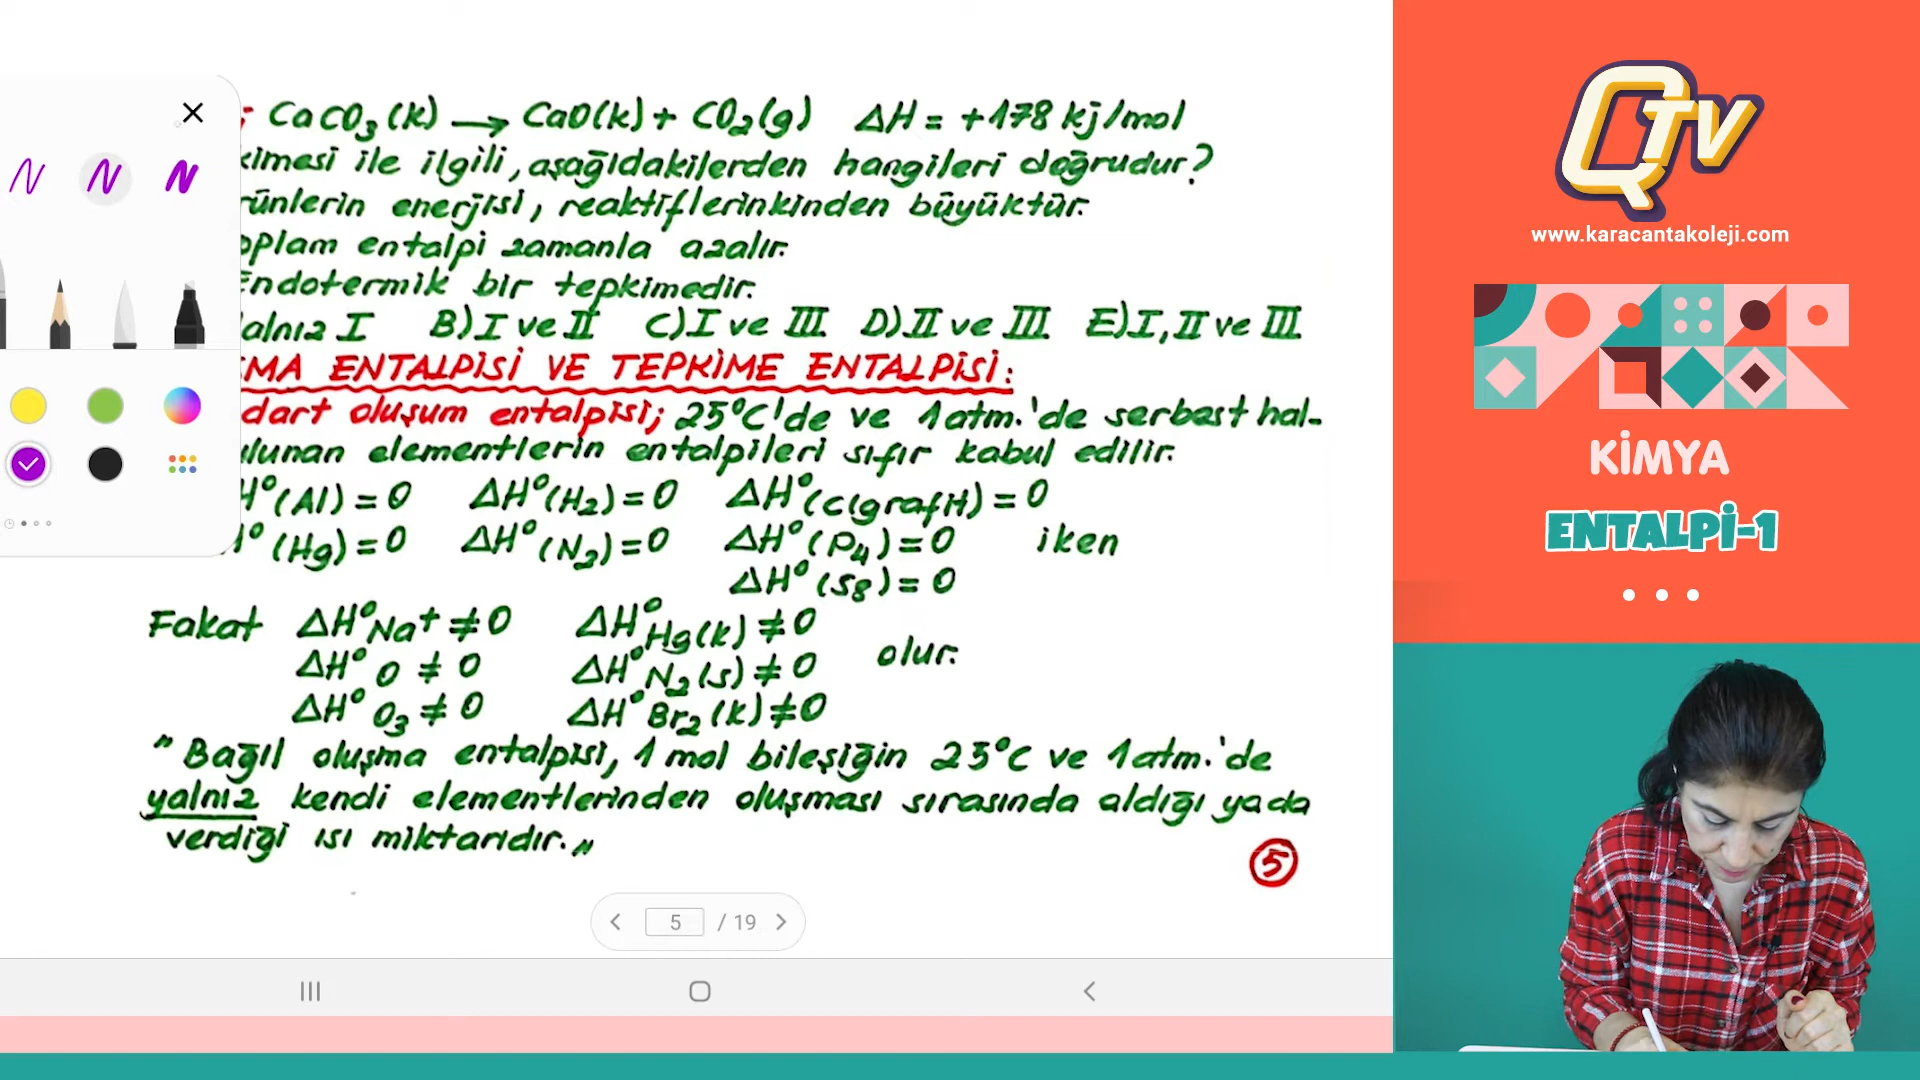 CaCO₃(k) → CaO(k) + CO₂(g) ΔH = +178 kj/mol
kimesi ile ilgili, aşağıdakilerden hangileri doğrudur?
rünlerin enerjisi, reaktiflerinkinden büyüktür.
oplam entalpi zamanla azalır.
Endotermik bir tepkimedir.
alnız I B) I ve II C) I ve III D) II ve III E) I, II ve III
ŞMA ENTALPİSİ VE TEPKİME ENTALPİSİ:
dart oluşum entalpisi; 25°C'de ve 1 atm.'de serbest hal-
ulunan elementlerin entalpileri sıfır kabul edilir.
H°(Al) = 0 ΔH°(H₂) = 0 ΔH°(C(grafit) = 0
H°(Hg) = 0 ΔH°(N₂) = 0 ΔH°(P₄) = 0 iken
ΔH°(S₈) = 0
Fakat ΔH°Na⁺ ≠ 0 ΔH°Hg(k) ≠ 0
ΔH°O ≠ 0 ΔH°N₂(s) ≠ 0 olur.
ΔH°O₃ ≠ 0 ΔH°Br₂(k) ≠ 0
"Bağıl oluşma entalpisi, 1 mol bileşiğin 25°C ve 1 atm.'de
yalnız kendi elementlerinden oluşması sırasında aldığı yada
verdiği ısı miktarıdır."
5
5 / 19
QTV
www.karacantakoleji.com
KİMYA
ENTALPİ-1